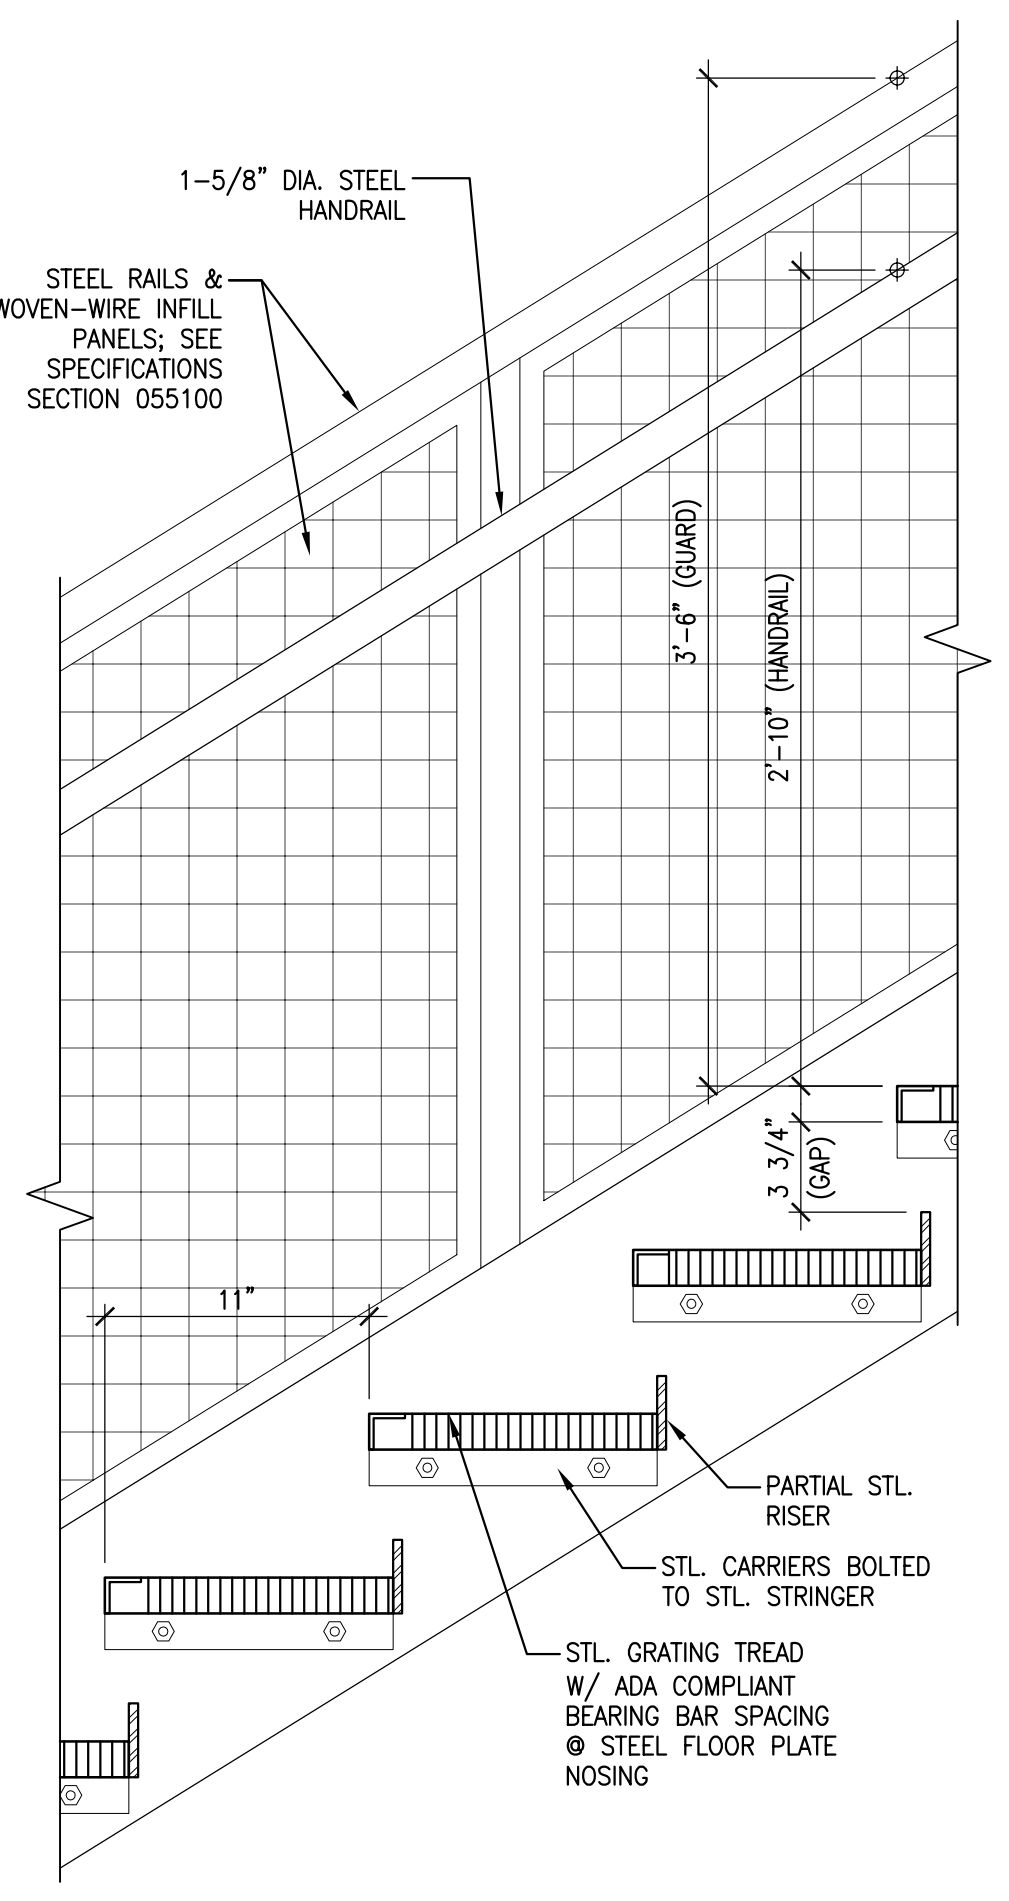 1-5/8" DIA. STEEL
HANDRAIL
STEEL RAILS &
WOVEN-WIRE INFILL
PANELS; SEE
SPECIFICATIONS
SECTION 055100
3'-6" (GUARD)
2'-10" (HANDRAIL)
3 3/4"
(GAP)
11"
PARTIAL STL.
RISER
STL. CARRIERS BOLTED
TO STL. STRINGER
STL. GRATING TREAD
W/ ADA COMPLIANT
BEARING BAR SPACING
@ STEEL FLOOR PLATE
NOSING